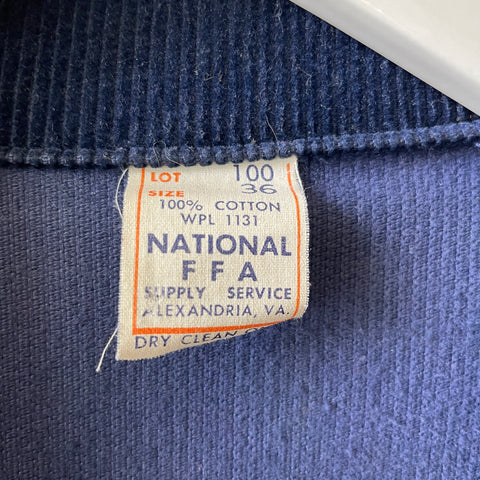 LOT 100
SIZE 36
100% COTTON
WPL 1131
NATIONAL
FFA
SUPPLY SERVICE
ALEXANDRIA, VA.
DRY CLEAN